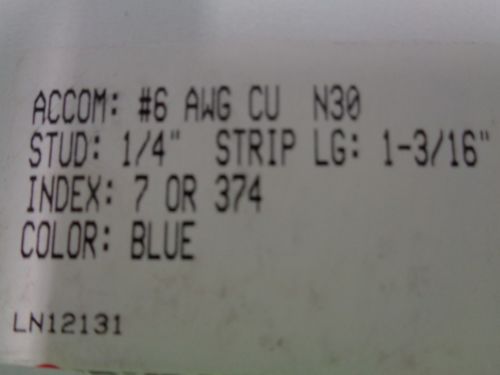 ACCOM: #6 AWG CU N30
STUD: 1/4" STRIP LG: 1-3/16"
INDEX: 7 OR 374
COLOR: BLUE
LN12131